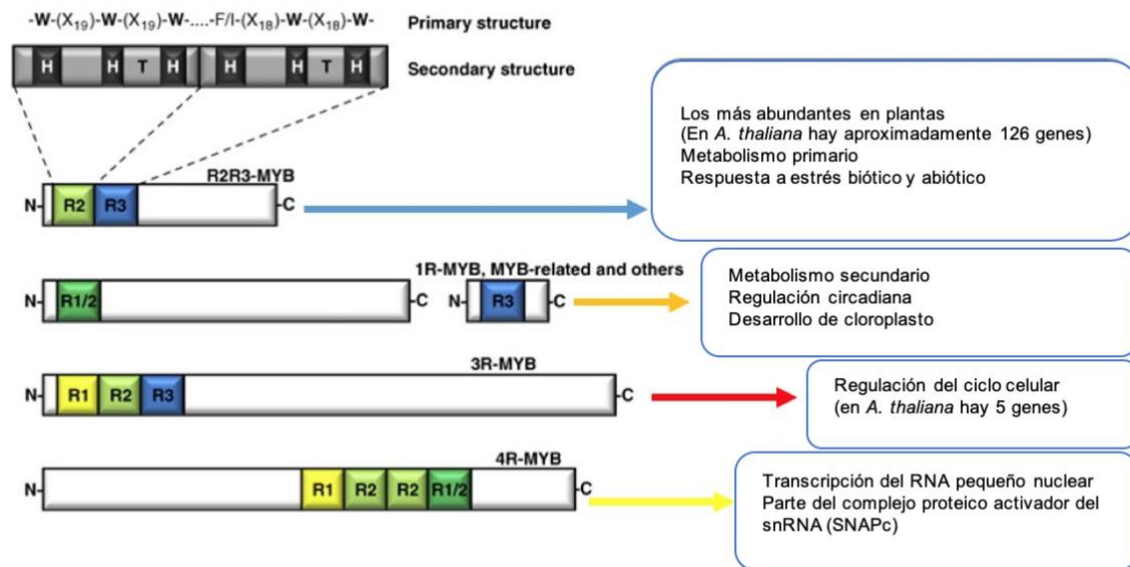 -W-(X19)-W-(X19)-W-....-F/I-(X18)-W-(X18)-W-
Primary structure
H H T H H H T H
Secondary structure
Los más abundantes en plantas
(En A. thaliana hay aproximadamente 126 genes)
Metabolismo primario
Respuesta a estrés biótico y abiótico
R2R3-MYB
N- R2 R3 -C
1R-MYB, MYB-related and others
N- R1/2 -C N- R3 -C
Metabolismo secundario
Regulación circadiana
Desarrollo de cloroplasto
3R-MYB
N- R1 R2 R3 -C
Regulación del ciclo celular
(en A. thaliana hay 5 genes)
4R-MYB
N- R1 R2 R2 R1/2 -C
Transcripción del RNA pequeño nuclear
Parte del complejo proteico activador del
snRNA (SNAPc)